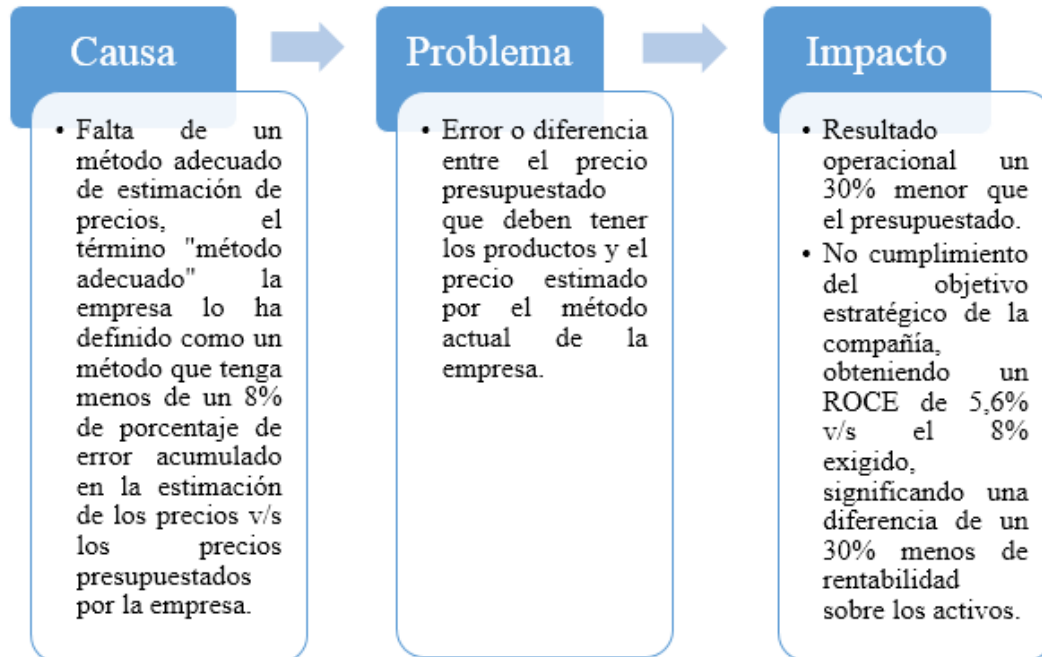 Causa
• Falta de un
método adecuado
de estimación de
precios, el
término "método
adecuado" la
empresa lo ha
definido como un
método que tenga
menos de un 8%
de porcentaje de
error acumulado
en la estimación
de los precios v/s
los precios
presupuestados
por la empresa.
Problema
• Error o diferencia
entre el precio
presupuestado
que deben tener
los productos y el
precio estimado
por el método
actual de la
empresa.
Impacto
• Resultado
operacional un
30% menor que
el presupuestado.
• No cumplimiento
del objetivo
estratégico de la
compañía,
obteniendo un
ROCE de 5,6%
v/s el 8%
exigido,
significando una
diferencia de un
30% menos de
rentabilidad
sobre los activos.